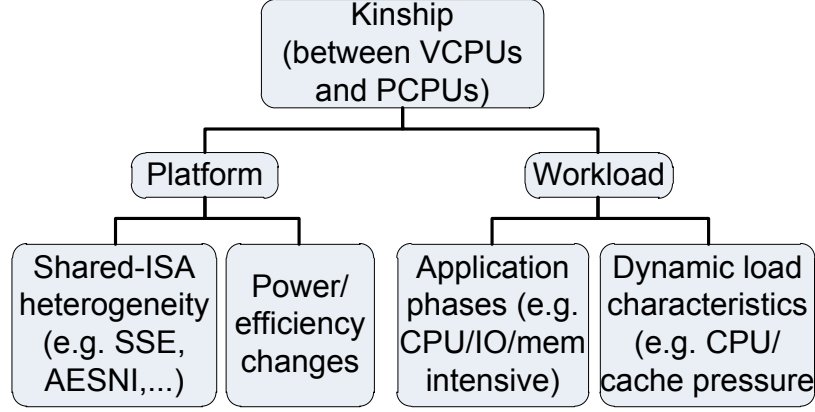 Kinship
(between VCPUs
and PCPUs)
Platform
Workload
Shared-ISA
heterogeneity
(e.g. SSE,
AESNI,...)
Power/
efficiency
changes
Application
phases (e.g.
CPU/IO/mem
intensive)
Dynamic load
characteristics
(e.g. CPU/
cache pressure